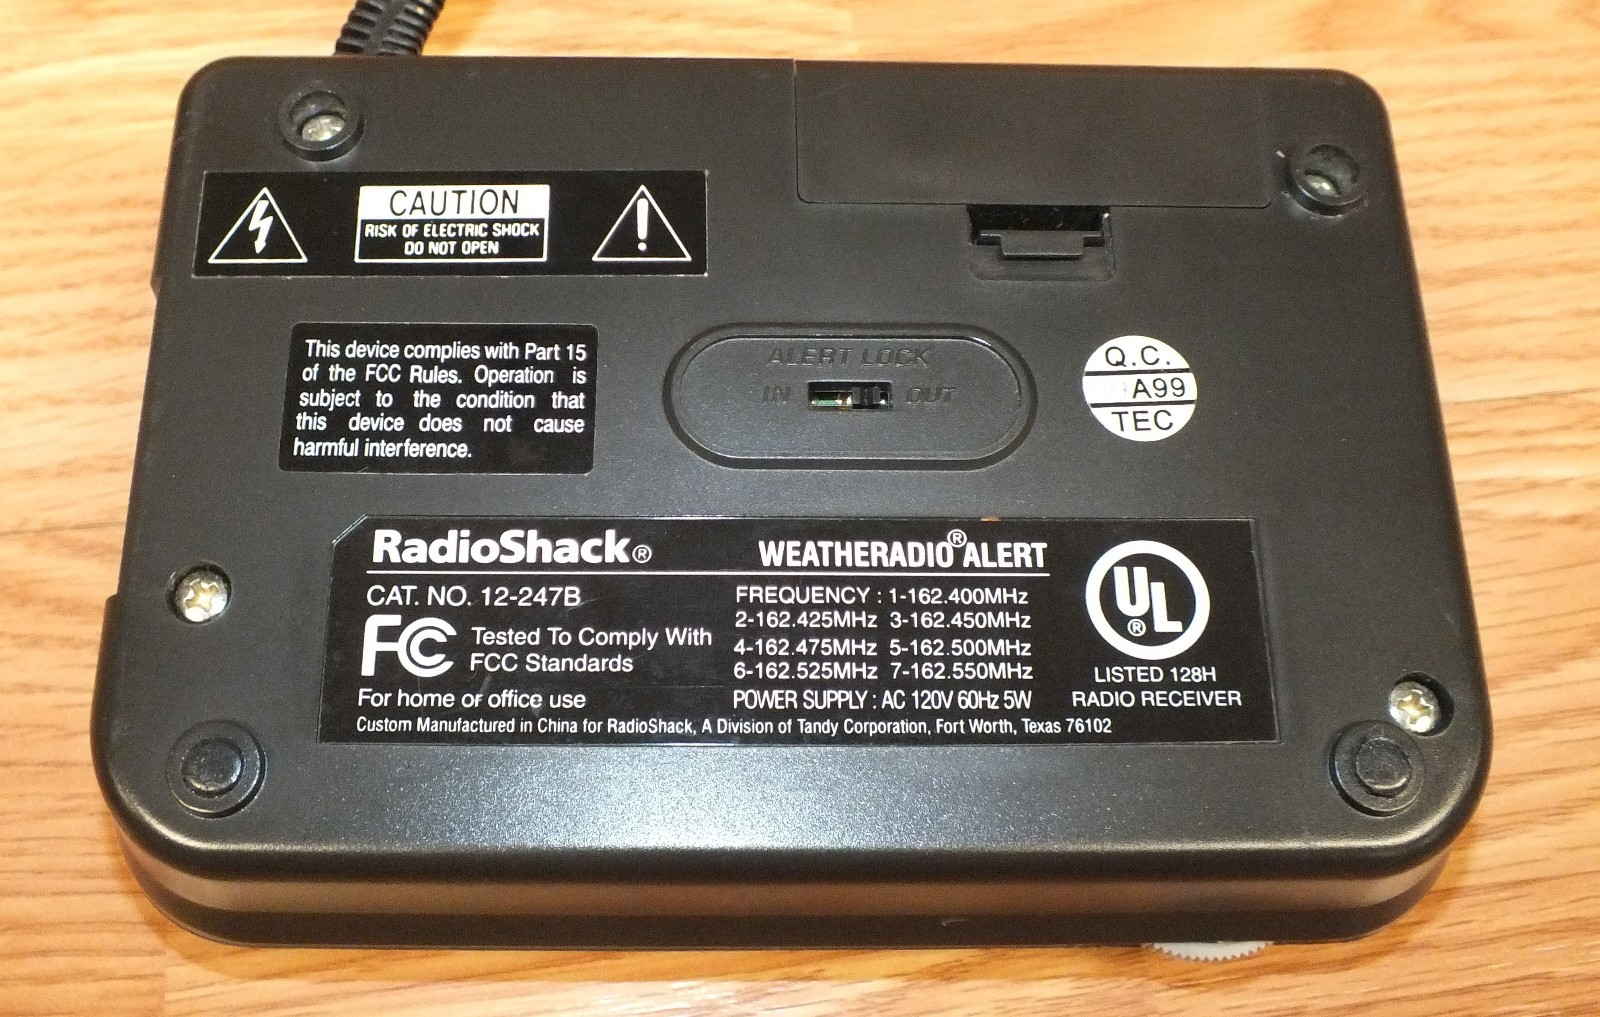 CAUTION
RISK OF ELECTRIC SHOCK
DO NOT OPEN
This device complies with Part 15
of the FCC Rules. Operation is
subject to the condition that
this device does not cause
harmful interference.
ALERT LOCK
IN OUT
Q.C.
A99
TEC
RadioShack®
WEATHERADIO® ALERT
CAT. NO. 12-247B
FC Tested To Comply With
FCC Standards
For home or office use
FREQUENCY : 1-162.400MHz
2-162.425MHz 3-162.450MHz
4-162.475MHz 5-162.500MHz
6-162.525MHz 7-162.550MHz
POWER SUPPLY : AC 120V 60Hz 5W
Custom Manufactured in China for RadioShack, A Division of Tandy Corporation, Fort Worth, Texas 76102
UL®
LISTED 128H
RADIO RECEIVER